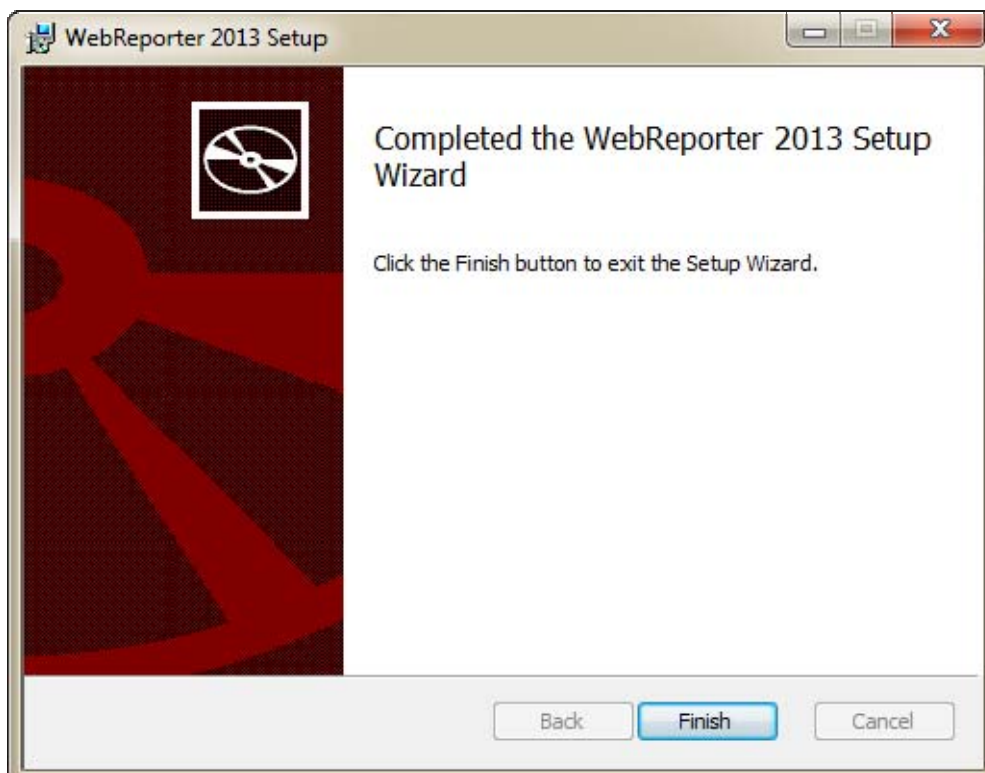 WebReporter 2013 Setup
Completed the WebReporter 2013 Setup
Wizard
Click the Finish button to exit the Setup Wizard.
Back
Finish
Cancel